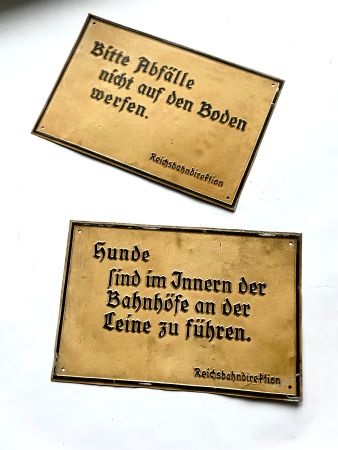 Bitte Abfälle
nicht auf den Boden
werfen.
Reichsbahndirektion
Hunde
ſind im Innern der
Bahnhöfe an der
Leine zu führen.
Reichsbahndirektion